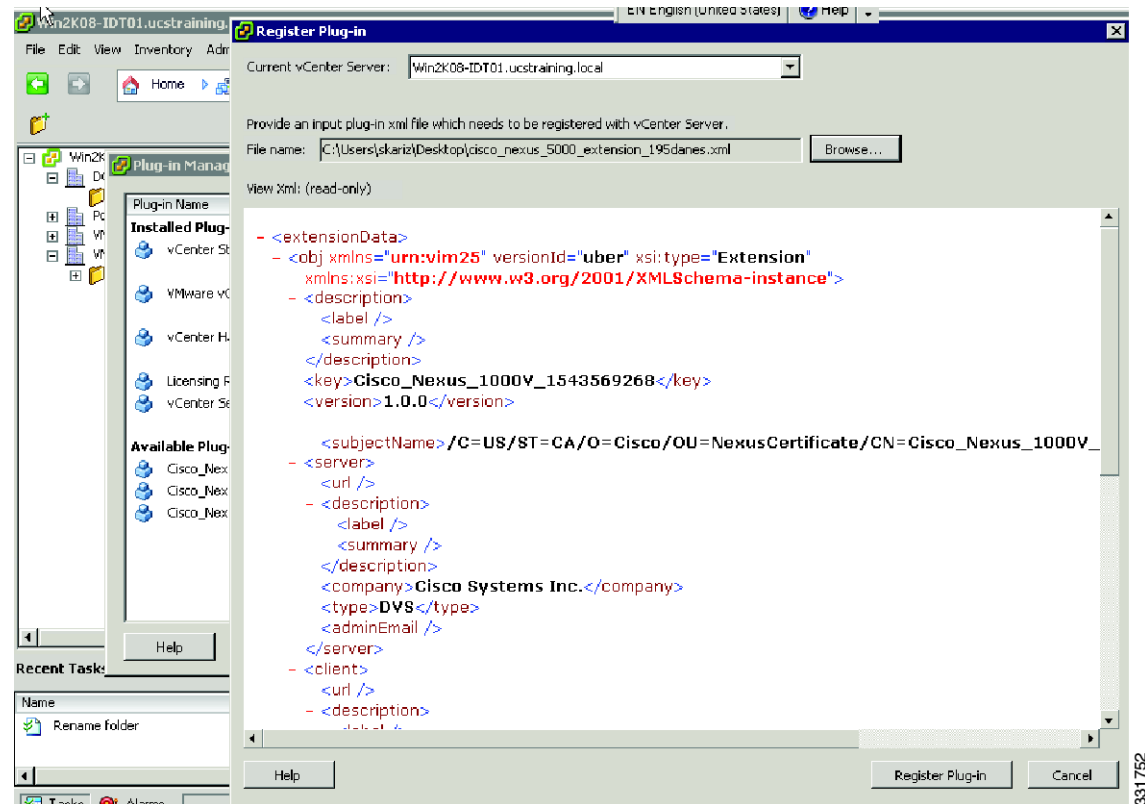 Win2K08-IDT01.ucstraining.
EN English (United States) Help
File Edit View Inventory Adm
Home
Win2K
Plug-in Manag
Plug-in Name
Installed Plug-
vCenter St
VMware vC
vCenter H
Licensing
vCenter Se
Available Plug-
Cisco_Nex
Cisco_Nex
Cisco_Nex
Help
Recent Tasks
Name
Rename folder
Tasks Alarms
Register Plug-in
Current vCenter Server: Win2K08-IDT01.ucstraining.local
Provide an input plug-in xml file which needs to be registered with vCenter Server.
File name: C:\Users\skariz\Desktop\cisco_nexus_5000_extension_195danes.xml Browse...
View Xml: (read-only)
- <extensionData>
- <obj xmlns="urn:vim25" versionId="uber" xsi:type="Extension"
xmlns:xsi="http://www.w3.org/2001/XMLSchema-instance">
- <description>
<label />
<summary />
</description>
<key>Cisco_Nexus_1000V_1543569268</key>
<version>1.0.0</version>
<subjectName>/C=US/ST=CA/O=Cisco/OU=NexusCertificate/CN=Cisco_Nexus_1000V_
- <server>
<url />
- <description>
<label />
<summary />
</description>
<company>Cisco Systems Inc.</company>
<type>DVS</type>
<adminEmail />
</server>
- <client>
<url />
- <description>
<label />
Help Register Plug-in Cancel
331752